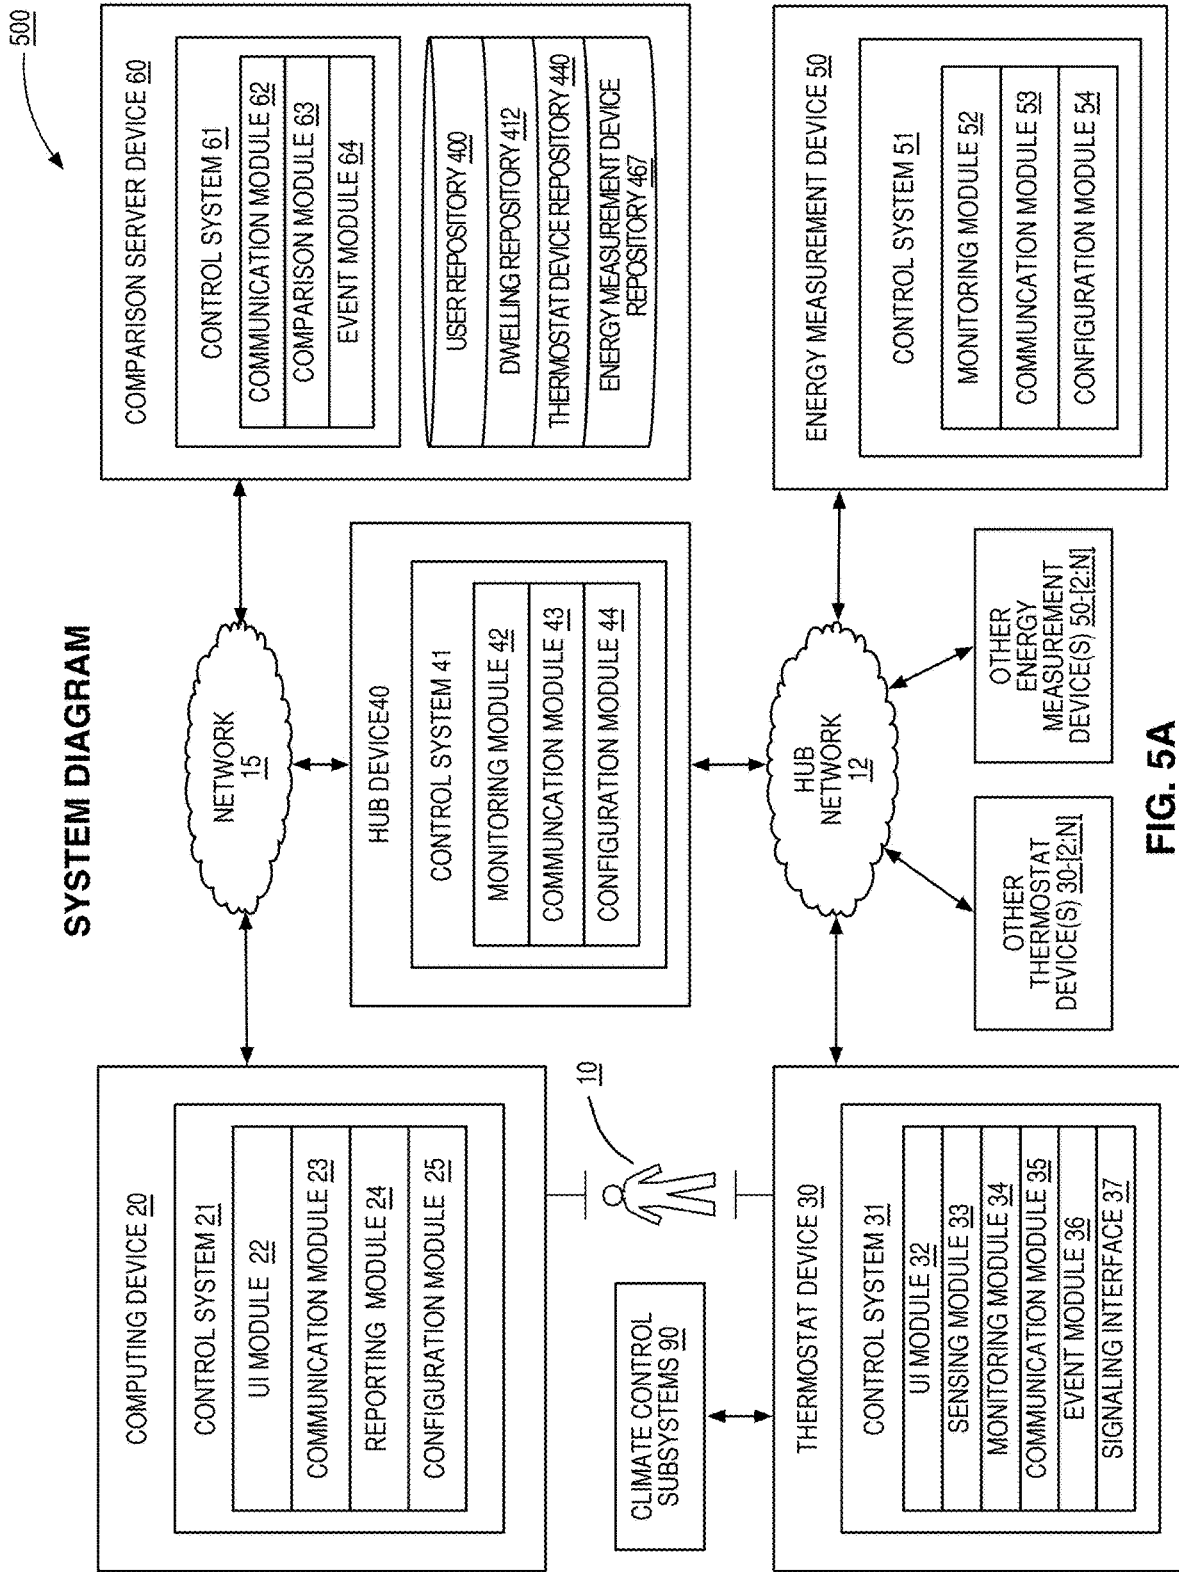 SYSTEM DIAGRAM
500
COMPUTING DEVICE 20
CONTROL SYSTEM 21
UI MODULE 22
COMMUNICATION MODULE 23
REPORTING MODULE 24
CONFIGURATION MODULE 25
NETWORK
15
COMPARISON SERVER DEVICE 60
CONTROL SYSTEM 61
COMMUNICATION MODULE 62
COMPARISON MODULE 63
EVENT MODULE 64
USER REPOSITORY 400
DWELLING REPOSITORY 412
THERMOSTAT DEVICE REPOSITORY 440
ENERGY MEASUREMENT DEVICE
REPOSITORY 467
HUB DEVICE40
CONTROL SYSTEM 41
MONITORING MODULE 42
COMMUNCATION MODULE 43
CONFIGURATION MODULE 44
10
CLIMATE CONTROL
SUBSYSTEMS 90
THERMOSTAT DEVICE 30
CONTROL SYSTEM 31
UI MODULE 32
SENSING MODULE 33
MONITORING MODULE 34
COMMUNICATION MODULE 35
EVENT MODULE 36
SIGNALING INTERFACE 37
HUB
NETWORK
12
OTHER
THERMOSTAT
DEVICE(S) 30-[2:N]
OTHER
ENERGY
MEASUREMENT
DEVICE(S) 50-[2:N]
ENERGY MEASUREMENT DEVICE 50
CONTROL SYSTEM 51
MONITORING MODULE 52
COMMUNCATION MODULE 53
CONFIGURATION MODULE 54
FIG. 5A